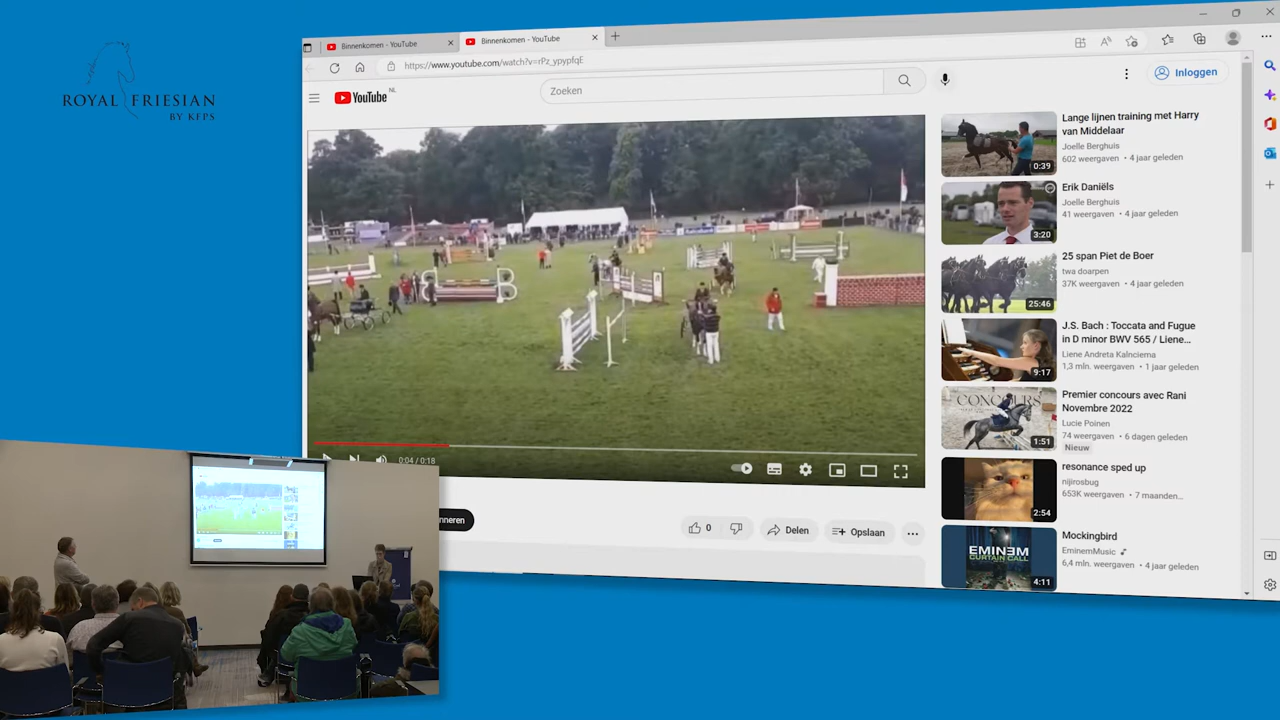 ROYAL FRIESIAN
BY KFPS
Binnenkomen - YouTube
Binnenkomen - YouTube
https://www.youtube.com/watch?v=rPz_ypypfqE
YouTube NL
Zoeken
Inloggen
0:04 / 0:18
nneren
0
Delen
Opslaan
Lange lijnen training met Harry
van Middelaar
Joelle Berghuis
602 weergaven • 4 jaar geleden
0:39
Erik Daniëls
Joelle Berghuis
41 weergaven • 4 jaar geleden
3:20
25 span Piet de Boer
twa doarpen
37K weergaven • 4 jaar geleden
25:46
J.S. Bach : Toccata and Fugue
in D minor BWV 565 / Liene...
Liene Andreta Kalnciema
1,3 mln. weergaven • 1 jaar geleden
9:17
CONCOURS
Premier concours avec Rani
Novembre 2022
Lucie Poinen
74 weergaven • 6 dagen geleden
Nieuw
1:51
resonance sped up
nijirosbug
653K weergaven • 7 maanden...
2:54
EMINEM
CURTAIN CALL
Mockingbird
EminemMusic
6,4 mln. weergaven • 4 jaar geleden
4:11